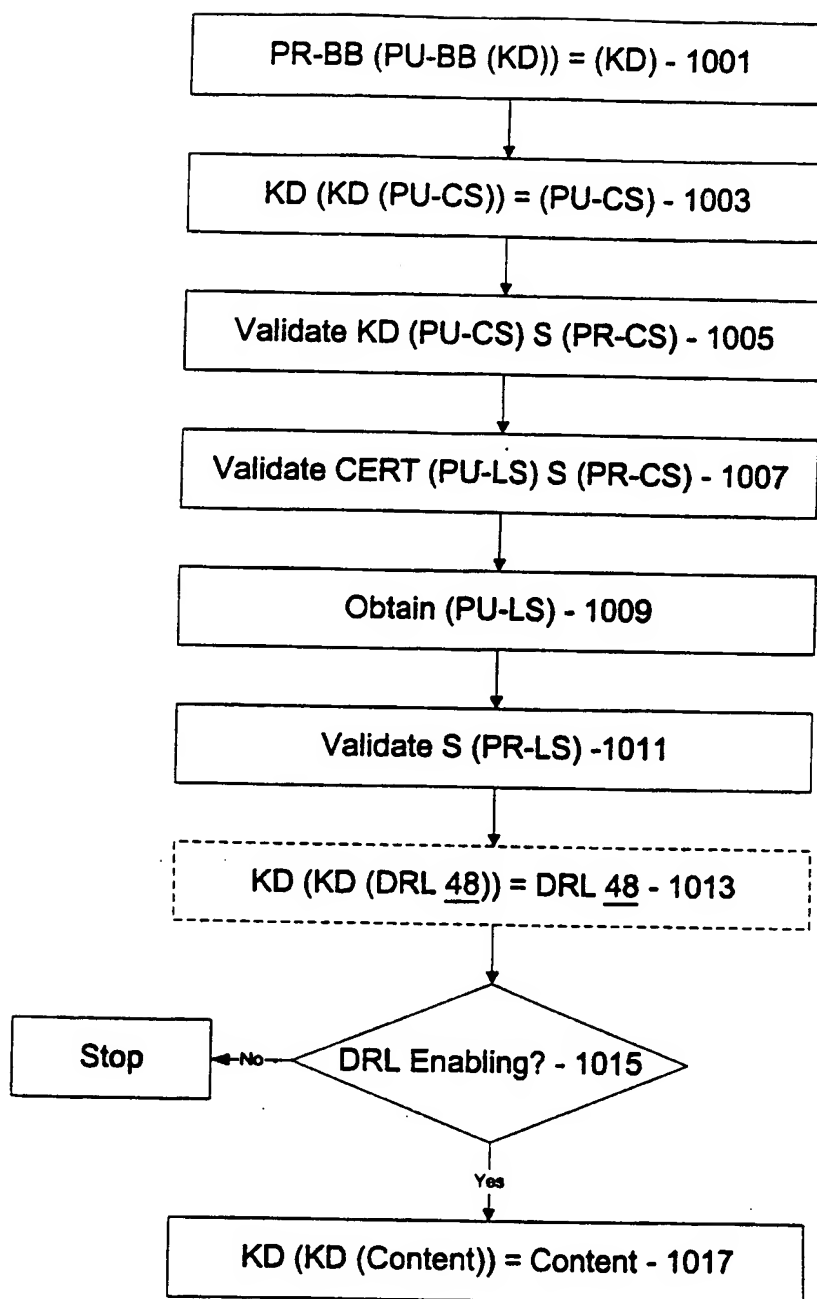 PR-BB (PU-BB (KD)) = (KD) - 1001
KD (KD (PU-CS)) = (PU-CS) - 1003
Validate KD (PU-CS) S (PR-CS) - 1005
Validate CERT (PU-LS) S (PR-CS) - 1007
Obtain (PU-LS) - 1009
Validate S (PR-LS) -1011
KD (KD (DRL 48)) = DRL 48 - 1013
Stop
No
DRL Enabling? - 1015
Yes
KD (KD (Content)) = Content - 1017